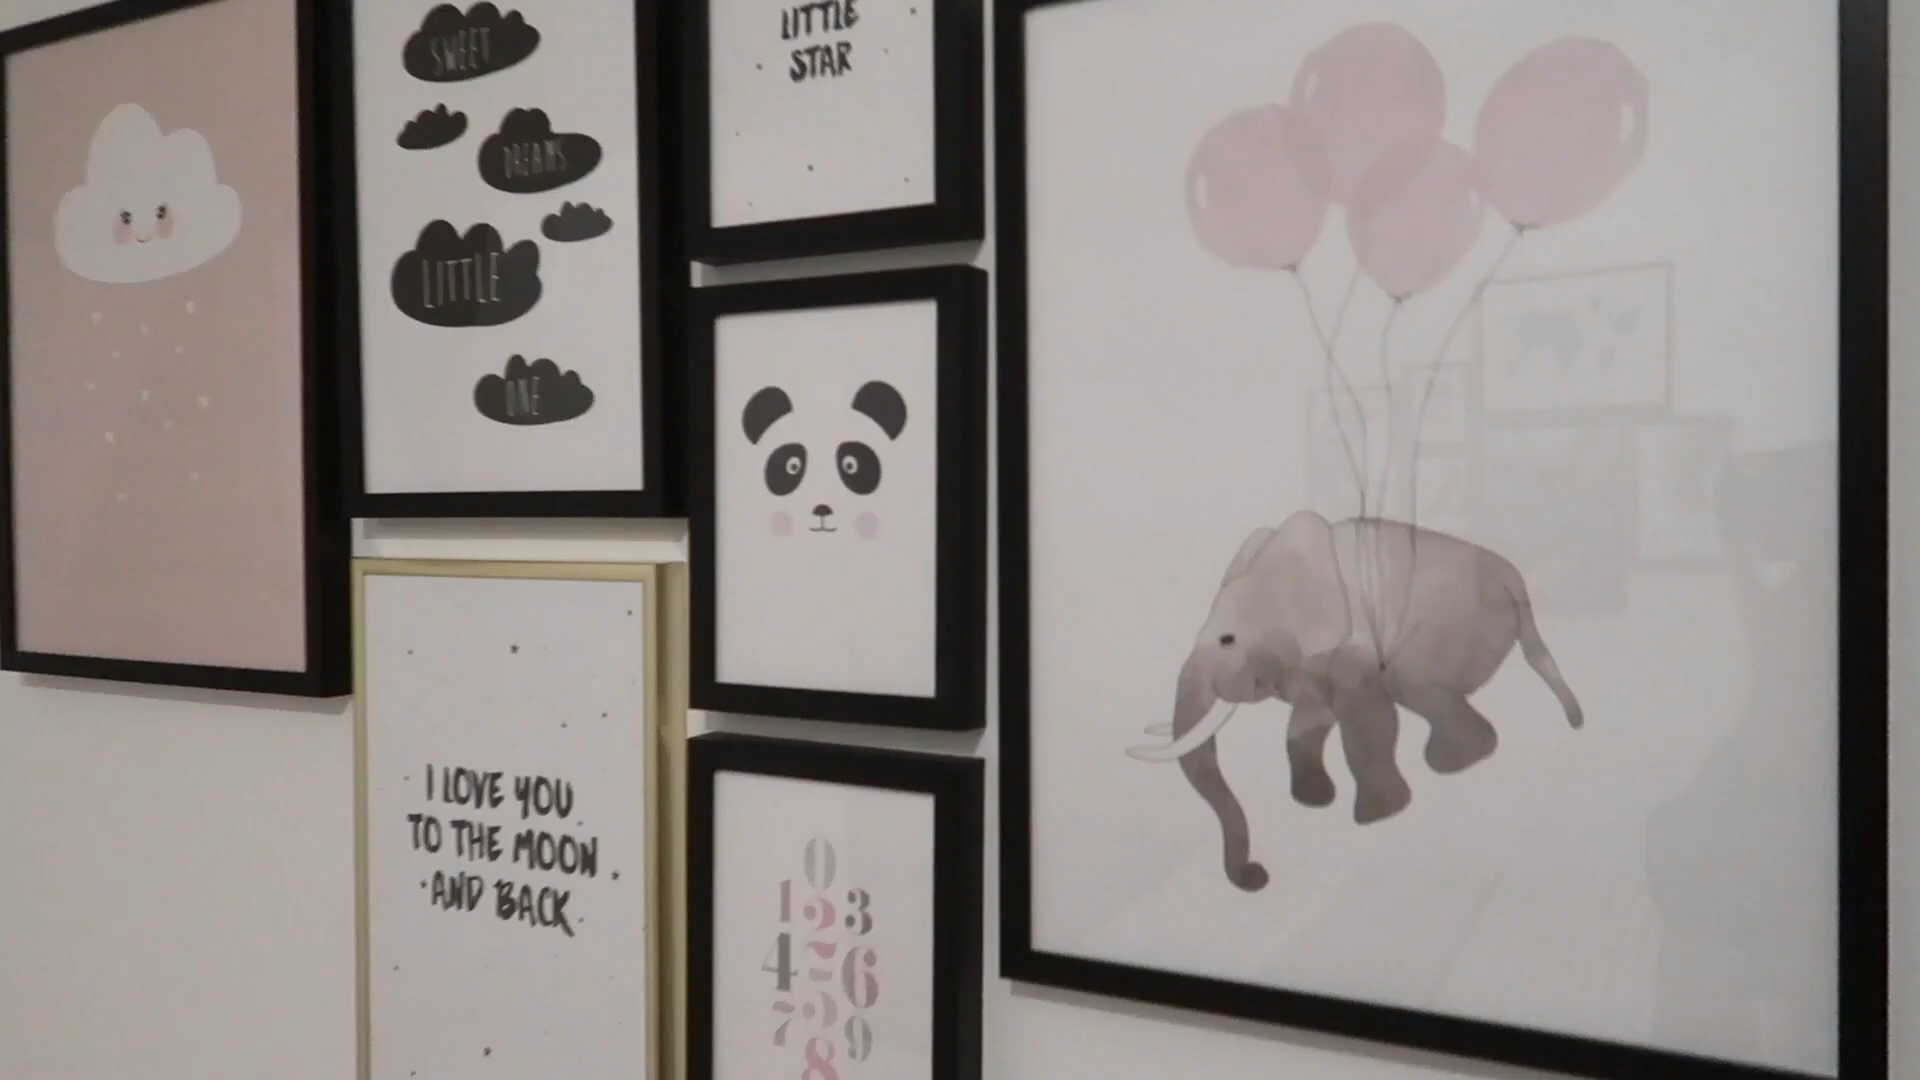 SWEET
DREAMS
LITTLE
ONE
LITTLE
STAR
I LOVE YOU
TO THE MOON
AND BACK
0
1 2 3
4 5 6
7 8 9